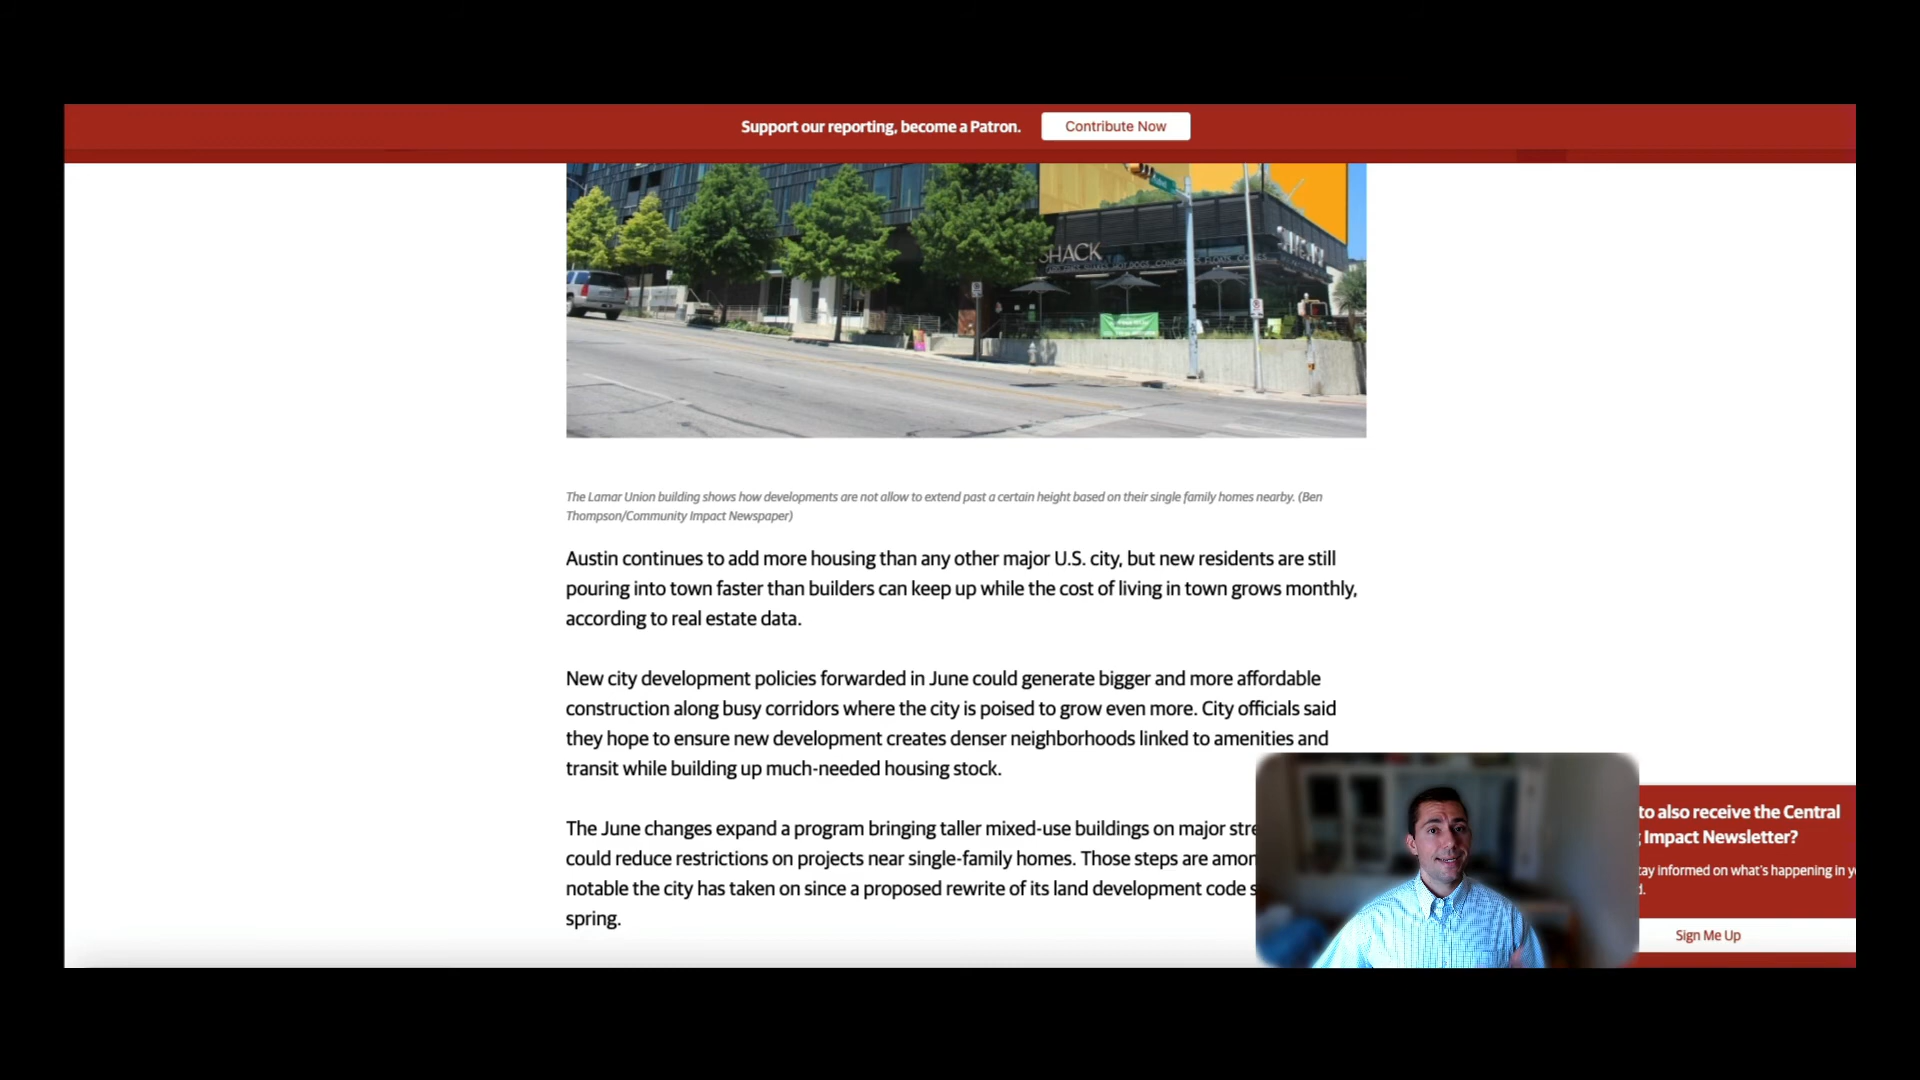 Support our reporting, become a Patron.
Contribute Now
SHACK
The Lamar Union building shows how developments are not allow to extend past a certain height based on their single family homes nearby. (Ben
Thompson/Community Impact Newspaper)
Austin continues to add more housing than any other major U.S. city, but new residents are still
pouring into town faster than builders can keep up while the cost of living in town grows monthly,
according to real estate data.
New city development policies forwarded in June could generate bigger and more affordable
construction along busy corridors where the city is poised to grow even more. City officials said
they hope to ensure new development creates denser neighborhoods linked to amenities and
transit while building up much-needed housing stock.
The June changes expand a program bringing taller mixed-use buildings on major
could reduce restrictions on projects near single-family homes. Those steps are
notable the city has taken on since a proposed rewrite of its land development code
spring.
to also receive the Central
Impact Newsletter?
informed on what's happening in
Sign Me Up